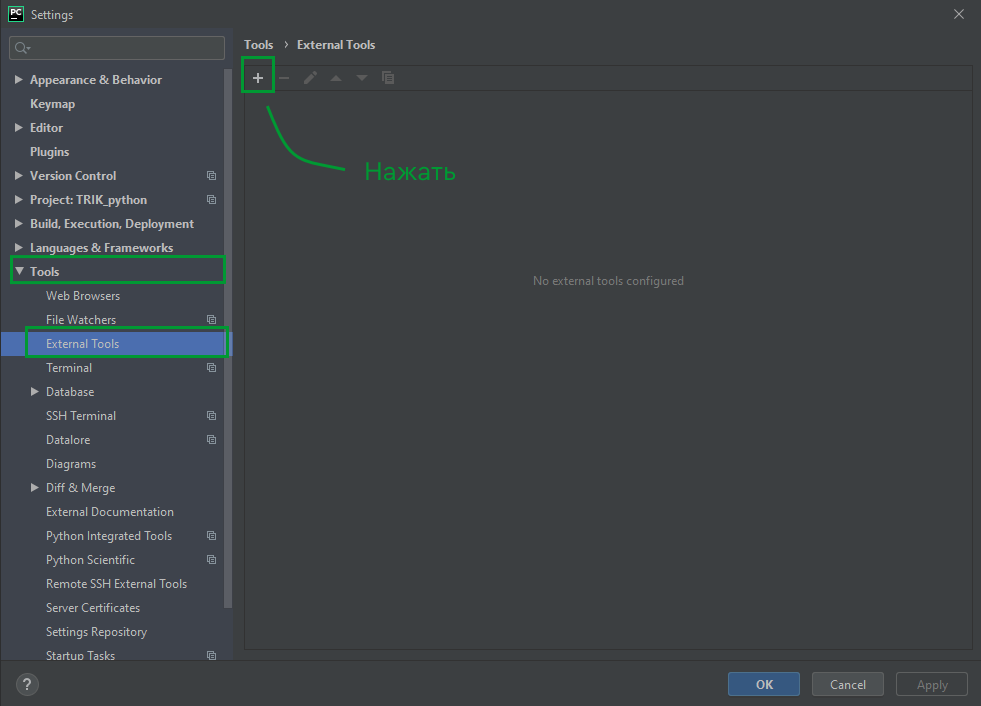 PC
Settings
Appearance & Behavior
Keymap
Editor
Plugins
Version Control
Project: TRIK_python
Build, Execution, Deployment
Languages & Frameworks
Tools
Web Browsers
File Watchers
External Tools
Terminal
Database
SSH Terminal
Datalore
Diagrams
Diff & Merge
External Documentation
Python Integrated Tools
Python Scientific
Remote SSH External Tools
Server Certificates
Settings Repository
Startup Tasks
Tools › External Tools
Нажать
No external tools configured
?
OK
Cancel
Apply